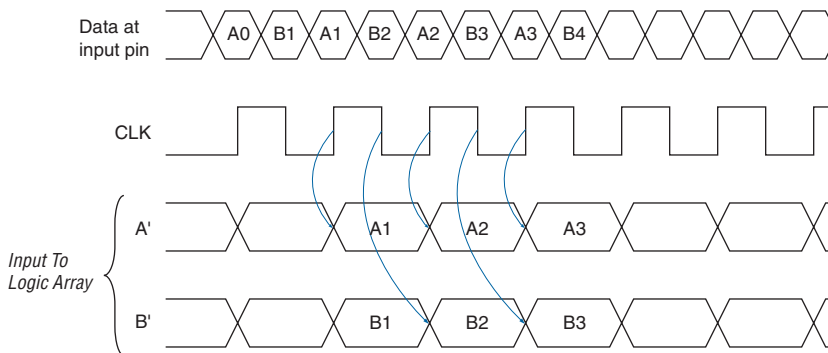 Data at
input pin
A0 B1 A1 B2 A2 B3 A3 B4
CLK
A'
A1 A2 A3
Input To
Logic Array
B'
B1 B2 B3